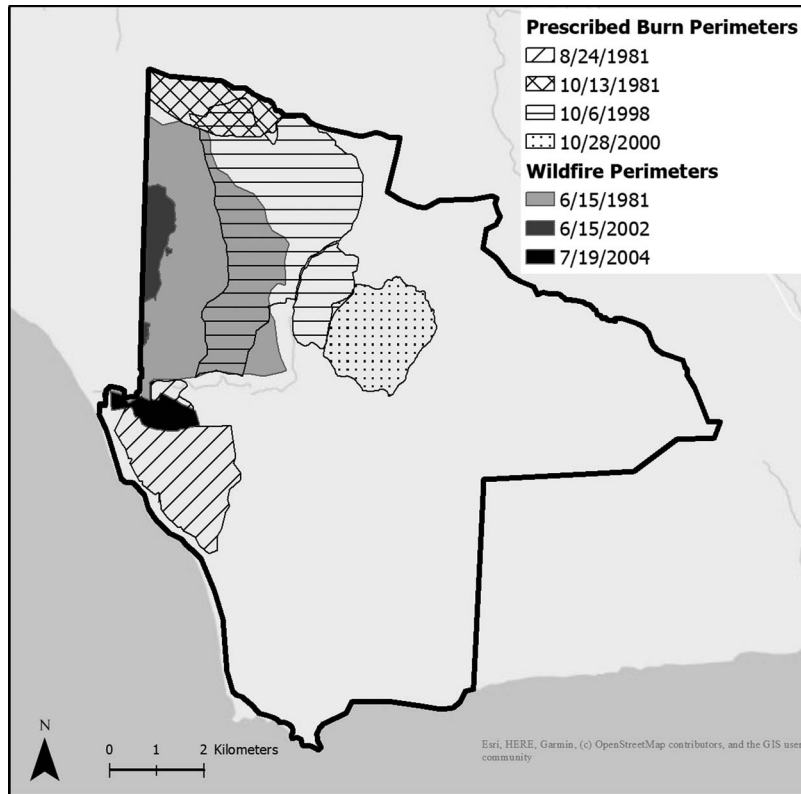 Prescribed Burn Perimeters
8/24/1981
10/13/1981
10/6/1998
10/28/2000
Wildfire Perimeters
6/15/1981
6/15/2002
7/19/2004
N
0 1 2 Kilometers
Esri, HERE, Garmin, (c) OpenStreetMap contributors, and the GIS user
community